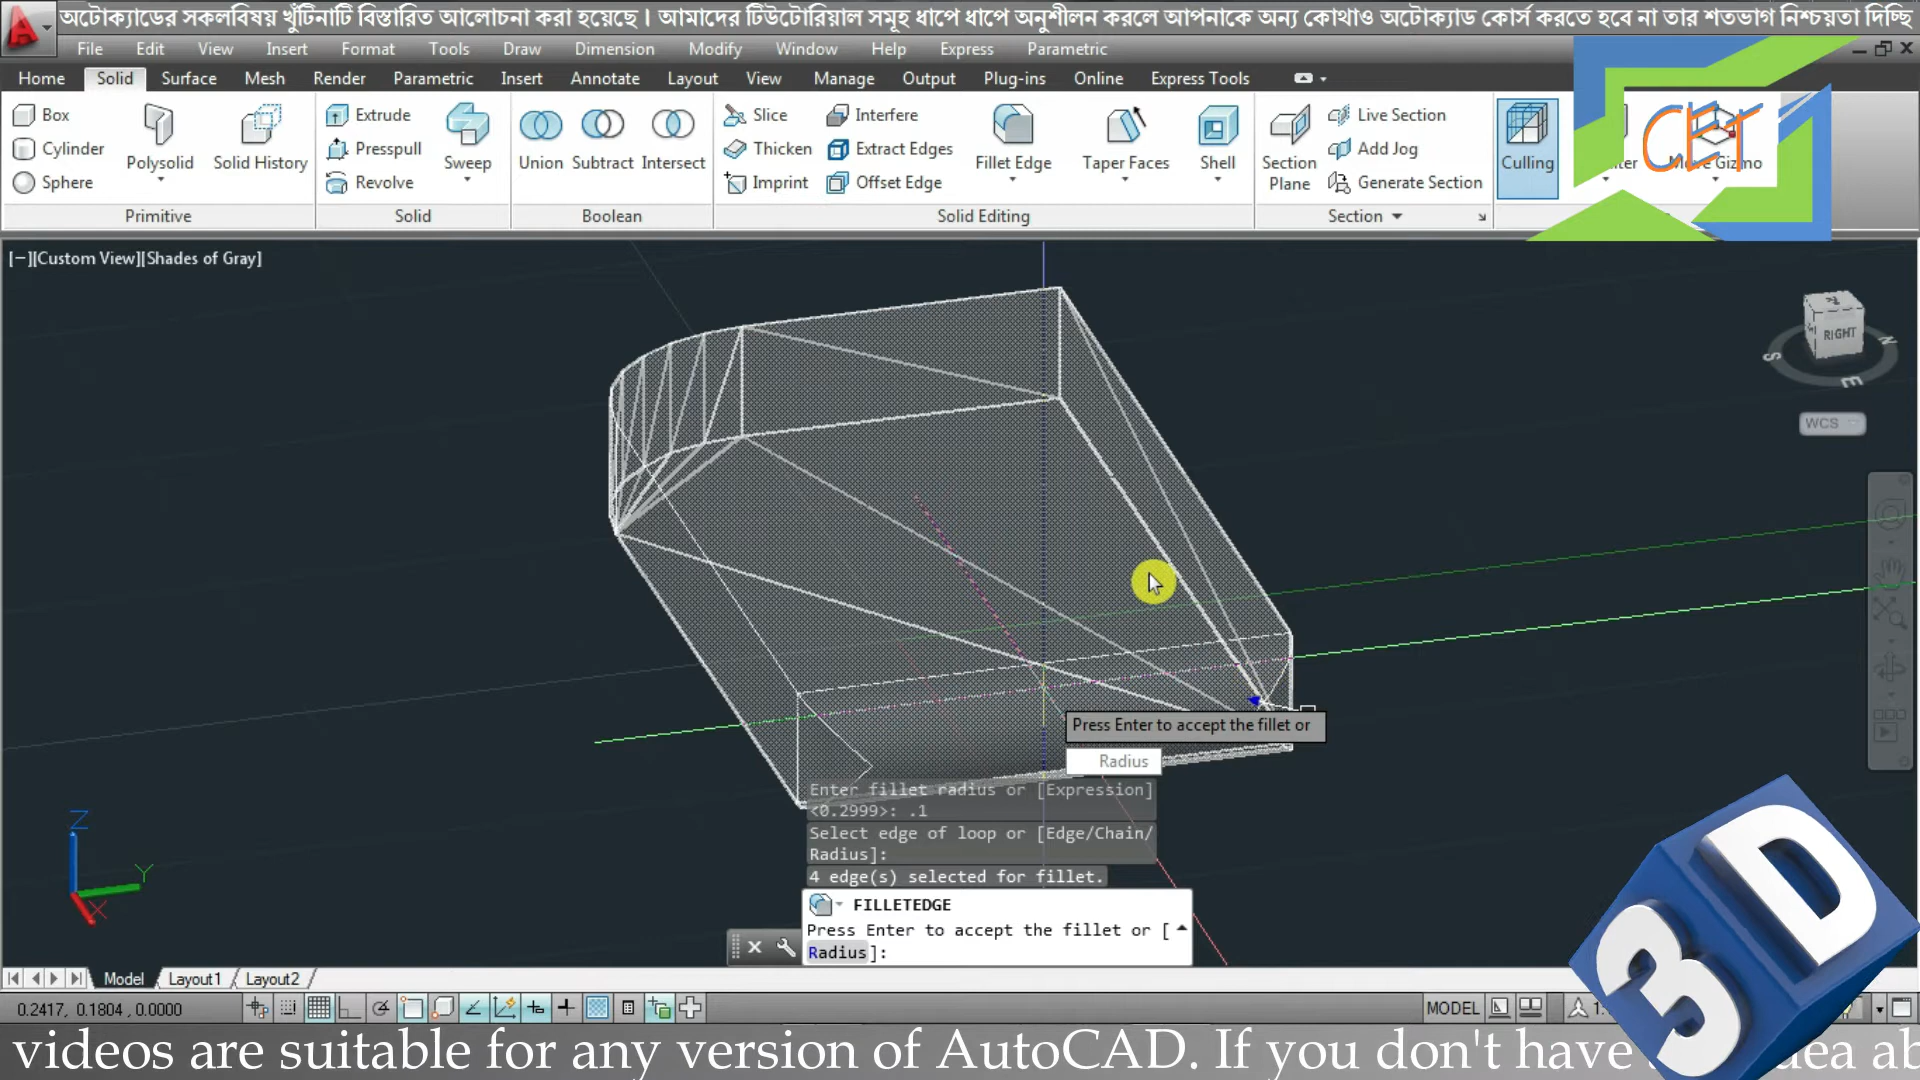 অটোক্যাডের সকলবিষয় খুঁটিনাটি বিস্তারিত আলোচনা করা হয়েছে। আমাদের টিউটোরিয়াল সমূহ ধাপে ধাপে অনুশীলন করলে আপনাকে অন্য কোথাও অটোক্যাড কোর্স করতে হবে না তার শতভাগ নিশ্চয়তা দিচ্ছি
File Edit View Insert Format Tools Draw Dimension Modify Window Help Express Parametric
Home Solid Surface Mesh Render Parametric Insert Annotate Layout View Manage Output Plug-ins Online Express Tools
Box Extrude Slice Interfere Live Section
Cylinder Presspull Thicken Extract Edges Add Jog
Polysolid Solid History Sweep Union Subtract Intersect Fillet Edge Taper Faces Shell Section Plane Culling Move Gizmo
Sphere Revolve Imprint Offset Edge Generate Section
Primitive Solid Boolean Solid Editing Section
CET
[−][Custom View][Shades of Gray]
RIGHT
N
S
E
WCS
Press Enter to accept the fillet or
Radius
Enter fillet radius or [Expression]
<0.2999>: .1
Select edge of loop or [Edge/Chain/
Radius]:
4 edge(s) selected for fillet.
FILLETEDGE
Press Enter to accept the fillet or [
Radius]:
Z
Y
X
3D
Model Layout1 Layout2
0.2417, 0.1804, 0.0000
MODEL
videos are suitable for any version of AutoCAD. If you don't have